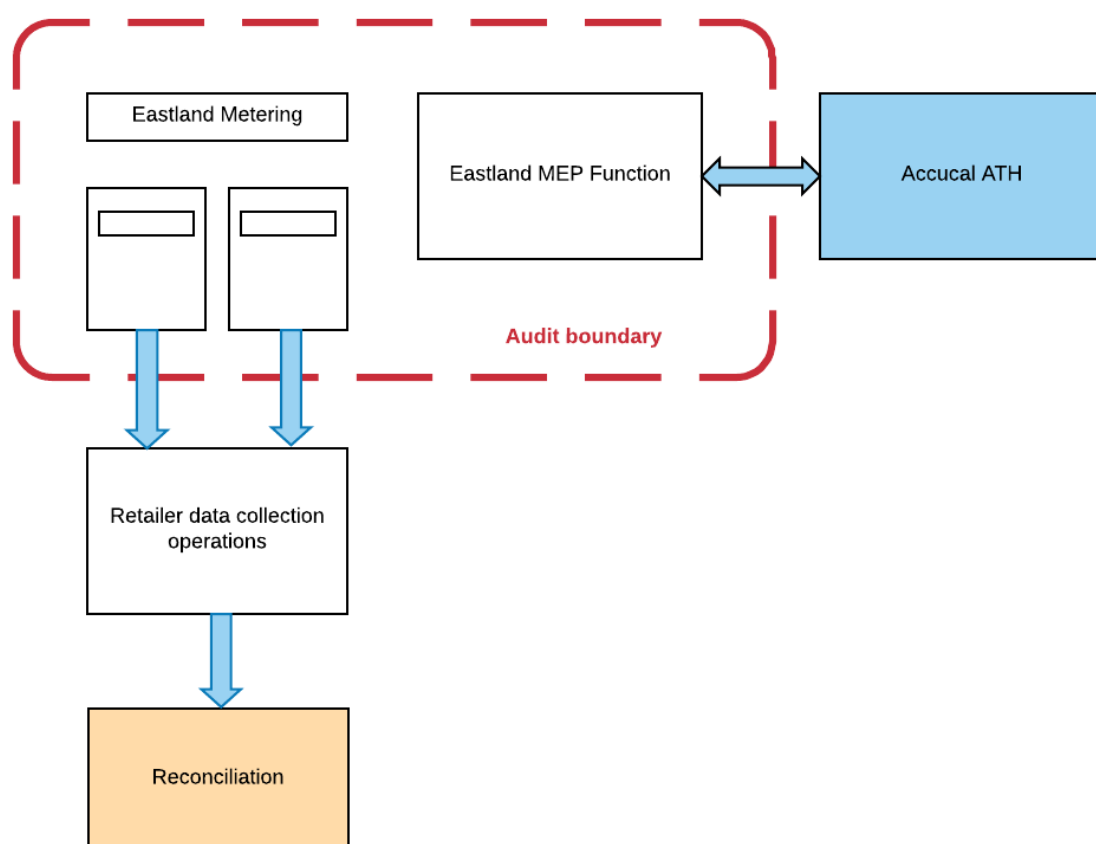 Eastland Metering
Eastland MEP Function
Accucal ATH
Audit boundary
Retailer data collection
operations
Reconciliation